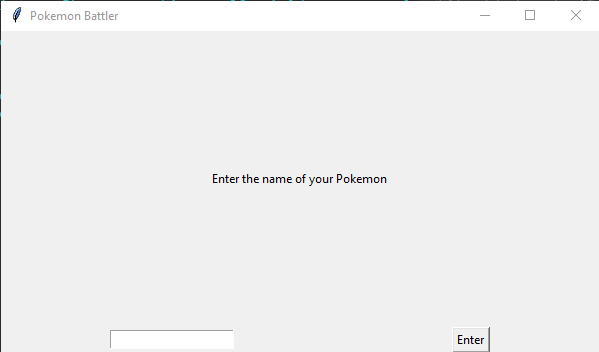 Pokemon Battler
Enter the name of your Pokemon
Enter